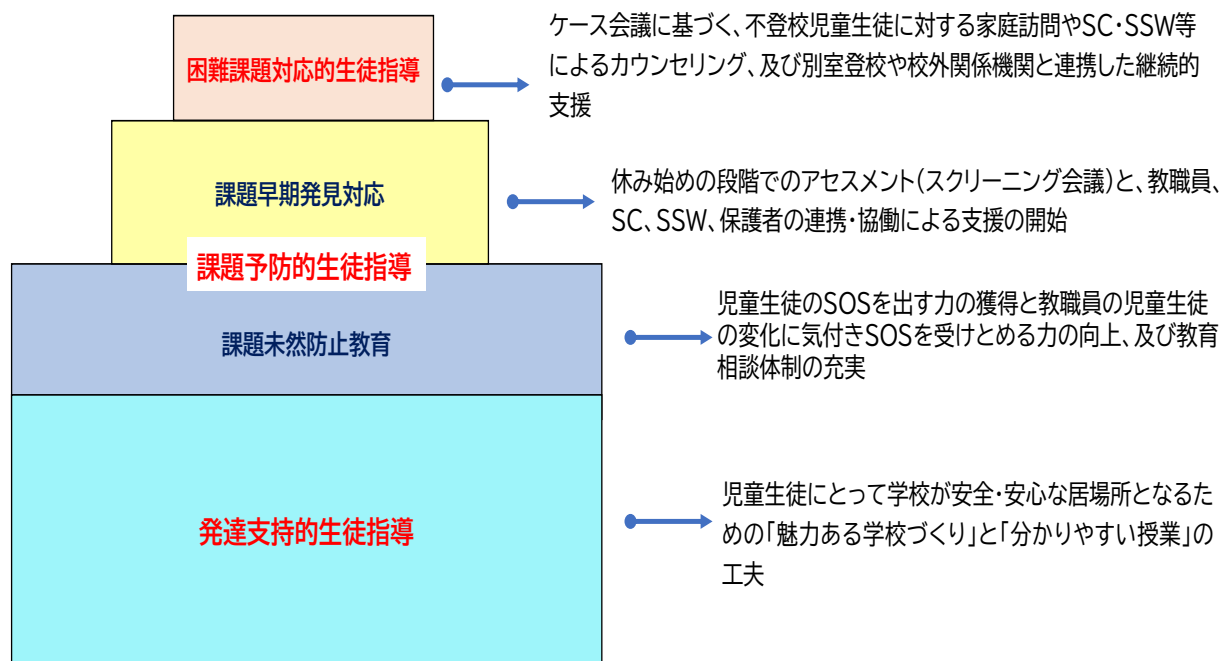 困難課題対応的生徒指導
ケース会議に基づく、不登校児童生徒に対する家庭訪問やSC・SSW等
によるカウンセリング、及び別室登校や校外関係機関と連携した継続的
支援
課題早期発見対応
休み始めの段階でのアセスメント(スクリーニング会議)と、教職員、
SC、SSW、保護者の連携・協働による支援の開始
課題予防的生徒指導
課題未然防止教育
児童生徒のSOSを出す力の獲得と教職員の児童生徒
の変化に気付きSOSを受けとめる力の向上、及び教育
相談体制の充実
発達支持的生徒指導
児童生徒にとって学校が安全・安心な居場所となるた
めの「魅力ある学校づくり」と「分かりやすい授業」の
工夫